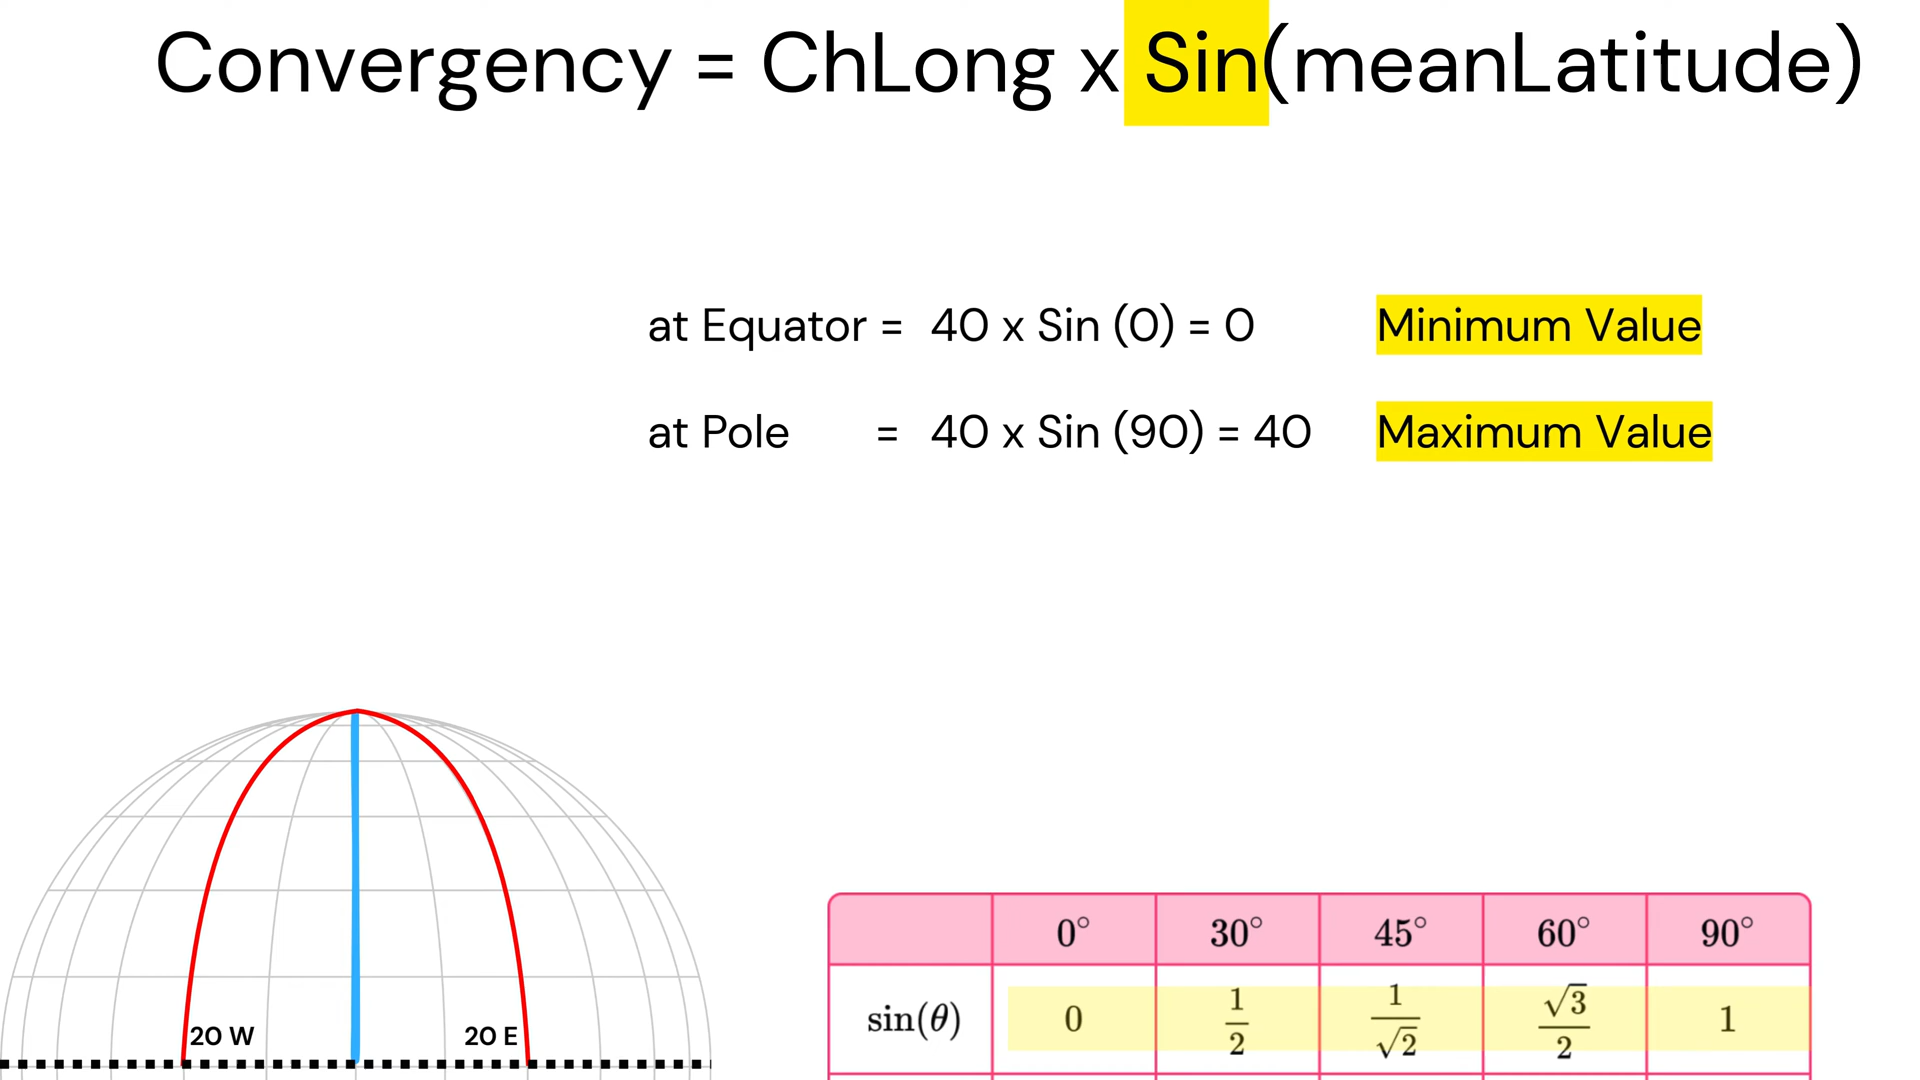 Convergency = ChLong x Sin(meanLatitude)
at Equator = 40 x Sin (0) = 0 Minimum Value
at Pole = 40 x Sin (90) = 40 Maximum Value
20 W 20 E
0° 30° 45° 60° 90°
sin(θ) 0 1/2 1/√2 √3/2 1